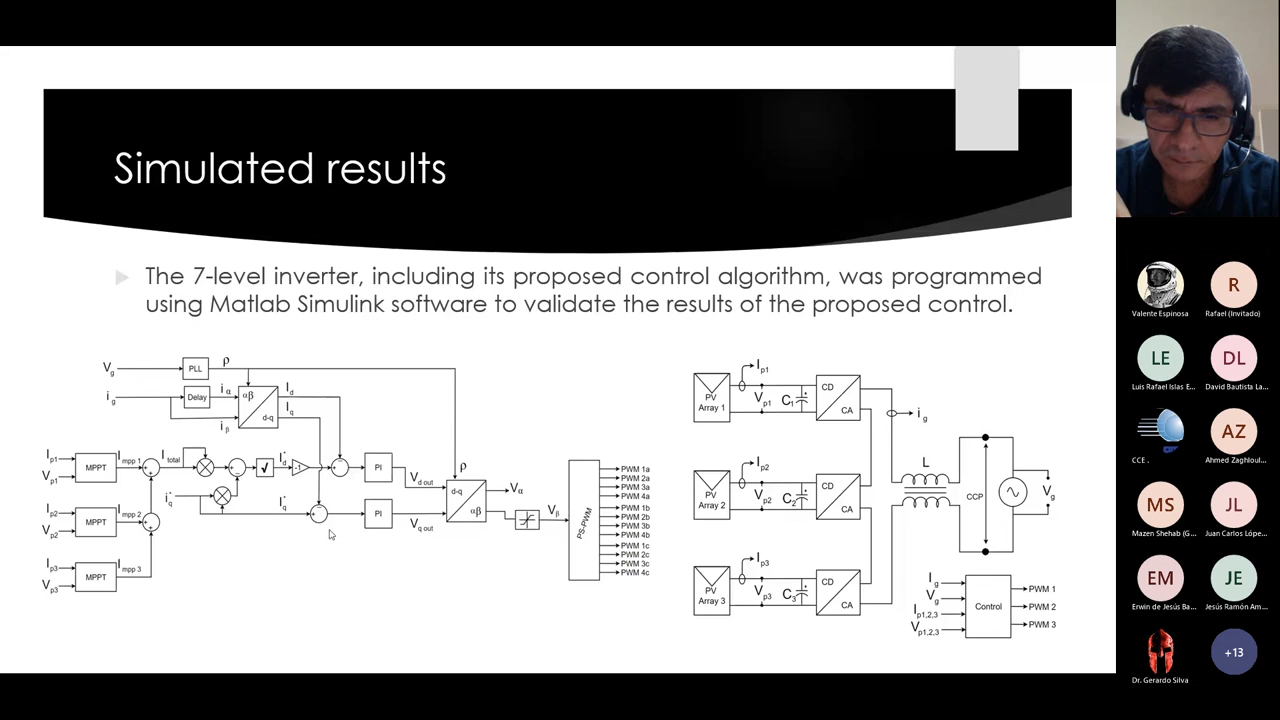 Simulated results
The 7-level inverter, including its proposed control algorithm, was programmed
using Matlab Simulink software to validate the results of the proposed control.
Vg
PLL
ρ
ig
Delay
iα
iβ
αβ
d-q
Id
Iq
Ip1
Vp1
MPPT
Impp 1
Itotal
√
I*d
-1
PI
Vd out
i*q
I*q
PI
Vq out
Ip2
Vp2
MPPT
Impp 2
Ip3
Vp3
MPPT
Impp 3
ρ
d-q
αβ
Vα
Vβ
PS-PWM
PWM 1a
PWM 2a
PWM 3a
PWM 4a
PWM 1b
PWM 2b
PWM 3b
PWM 4b
PWM 1c
PWM 2c
PWM 3c
PWM 4c
PV
Array 1
Ip1
Vp1
C1
CD
CA
ig
PV
Array 2
Ip2
Vp2
C2
CD
CA
L
CCP
Vg
PV
Array 3
Ip3
Vp3
C3
CD
CA
Ig
Vg
Ip1,2,3
Vp1,2,3
Control
PWM 1
PWM 2
PWM 3
Valente Espinosa
R
Rafael (Invitado)
LE
Luis Rafael Islas E...
DL
David Bautista La...
CCE .
AZ
Ahmed Zaghloul...
MS
Mazen Shehab (G...
JL
Juan Carlos Lópe...
EM
Erwin de Jesús Ba...
JE
Jesús Ramón Am...
Dr. Gerardo Silva
+13